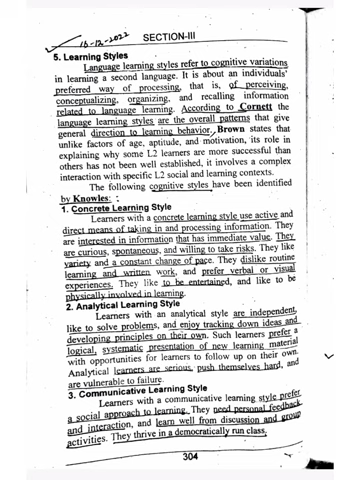 16-12-2022
SECTION-III
5. Learning Styles
Language learning styles refer to cognitive variations
in learning a second language. It is about an individuals'
preferred way of processing, that is, of perceiving,
conceptualizing, organizing, and recalling information
related to language learning. According to Cornett the
language learning styles are the overall patterns that give
general direction to learning behavior. Brown states that
unlike factors of age, aptitude, and motivation, its role in
explaining why some L2 learners are more successful than
others has not been well established, it involves a complex
interaction with specific L2 social and learning contexts.
The following cognitive styles have been identified
by Knowles:
1. Concrete Learning Style
Learners with a concrete learning style use active and
direct means of taking in and processing information. They
are interested in information that has immediate value. They
are curious, spontaneous, and willing to take risks. They like
variety and a constant change of pace. They dislike routine
learning and written work, and prefer verbal or visual
experiences. They like to be entertained, and like to be
physically involved in learning.
2. Analytical Learning Style
Learners with an analytical style are independent,
like to solve problems, and enjoy tracking down ideas and
developing principles on their own. Such learners prefer a
logical, systematic presentation of new learning material
with opportunities for learners to follow up on their own.
Analytical learners are serious, push themselves hard, and
are vulnerable to failure.
3. Communicative Learning Style
Learners with a communicative learning style prefer
a social approach to learning. They need personal feedback
and interaction, and learn well from discussion and group
activities. They thrive in a democratically run class.
304